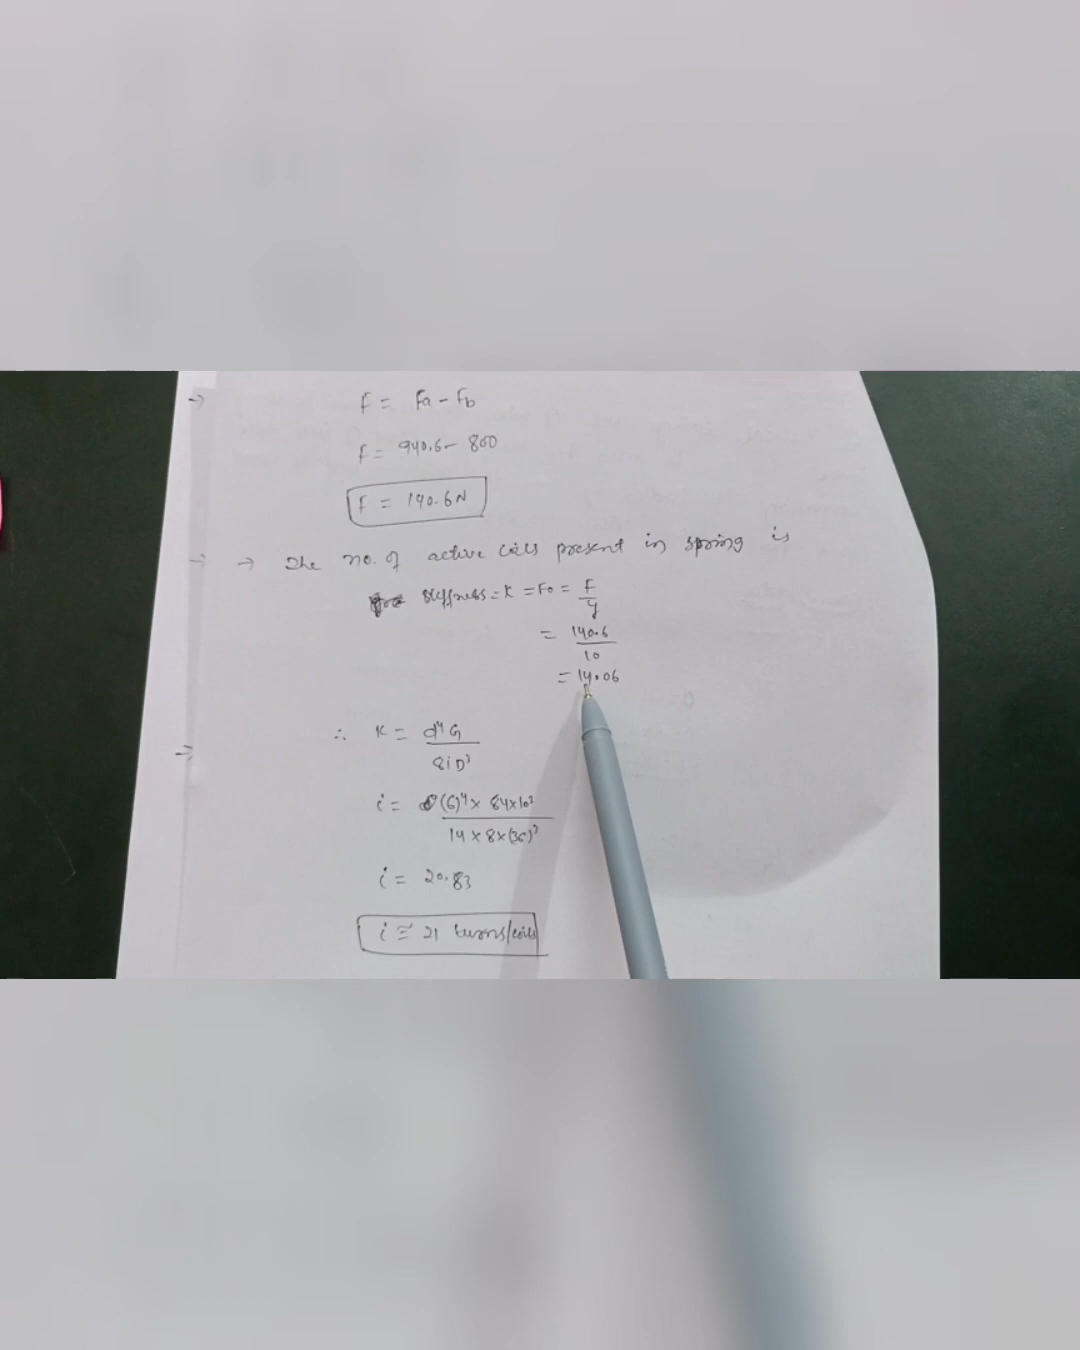 → F = Fa - Fb
F = 940.6 - 800
F = 140.6N
→ → The no. of active coils present in spring is
stiffness = K = Fo = F/y
= 140.6/10
= 14.06
→ ∴ K = d⁴G/8iD³
i = (6)⁴ × 84×10³/14 × 8 × (36)³
i = 20.83
i ≅ 21 turns/coils